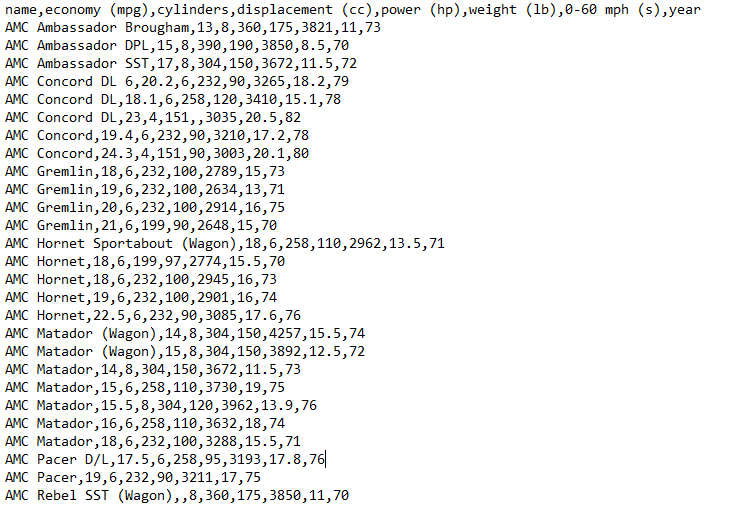 name,economy (mpg),cylinders,displacement (cc),power (hp),weight (lb),0-60 mph (s),year
AMC Ambassador Brougham,13,8,360,175,3821,11,73
AMC Ambassador DPL,15,8,390,190,3850,8.5,70
AMC Ambassador SST,17,8,304,150,3672,11.5,72
AMC Concord DL 6,20.2,6,232,90,3265,18.2,79
AMC Concord DL,18.1,6,258,120,3410,15.1,78
AMC Concord DL,23,4,151,,3035,20.5,82
AMC Concord,19.4,6,232,90,3210,17.2,78
AMC Concord,24.3,4,151,90,3003,20.1,80
AMC Gremlin,18,6,232,100,2789,15,73
AMC Gremlin,19,6,232,100,2634,13,71
AMC Gremlin,20,6,232,100,2914,16,75
AMC Gremlin,21,6,199,90,2648,15,70
AMC Hornet Sportabout (Wagon),18,6,258,110,2962,13.5,71
AMC Hornet,18,6,199,97,2774,15.5,70
AMC Hornet,18,6,232,100,2945,16,73
AMC Hornet,19,6,232,100,2901,16,74
AMC Hornet,22.5,6,232,90,3085,17.6,76
AMC Matador (Wagon),14,8,304,150,4257,15.5,74
AMC Matador (Wagon),15,8,304,150,3892,12.5,72
AMC Matador,14,8,304,150,3672,11.5,73
AMC Matador,15,6,258,110,3730,19,75
AMC Matador,15.5,8,304,120,3962,13.9,76
AMC Matador,16,6,258,110,3632,18,74
AMC Matador,18,6,232,100,3288,15.5,71
AMC Pacer D/L,17.5,6,258,95,3193,17.8,76
AMC Pacer,19,6,232,90,3211,17,75
AMC Rebel SST (Wagon),,8,360,175,3850,11,70